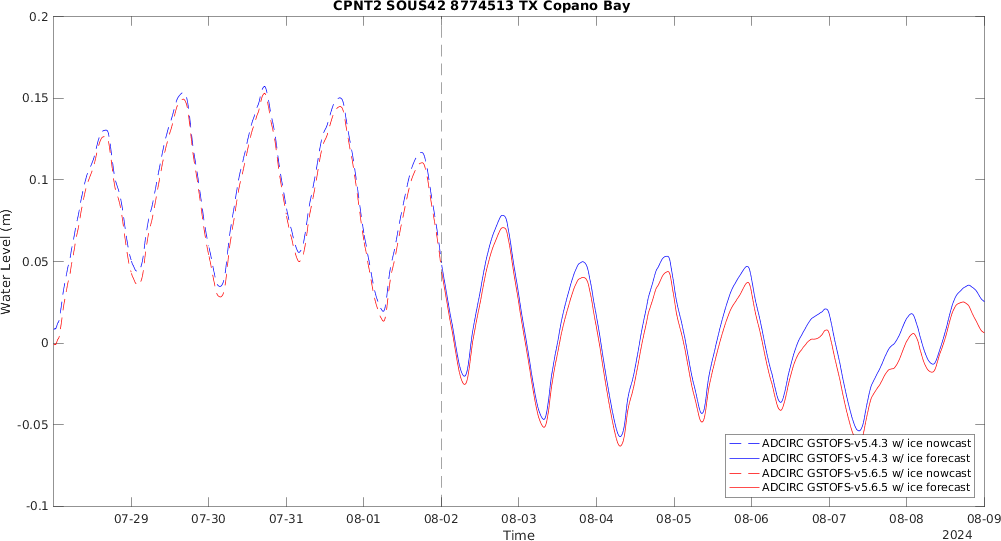 CPNT2 SOUS42 8774513 TX Copano Bay
0.2
0.15
0.1
0.05
0
-0.05
-0.1
Water Level (m)
ADCIRC GSTOFS-v5.4.3 w/ ice nowcast
ADCIRC GSTOFS-v5.4.3 w/ ice forecast
ADCIRC GSTOFS-v5.6.5 w/ ice nowcast
ADCIRC GSTOFS-v5.6.5 w/ ice forecast
07-29 07-30 07-31 08-01 08-02 08-03 08-04 08-05 08-06 08-07 08-08 08-09
Time
2024